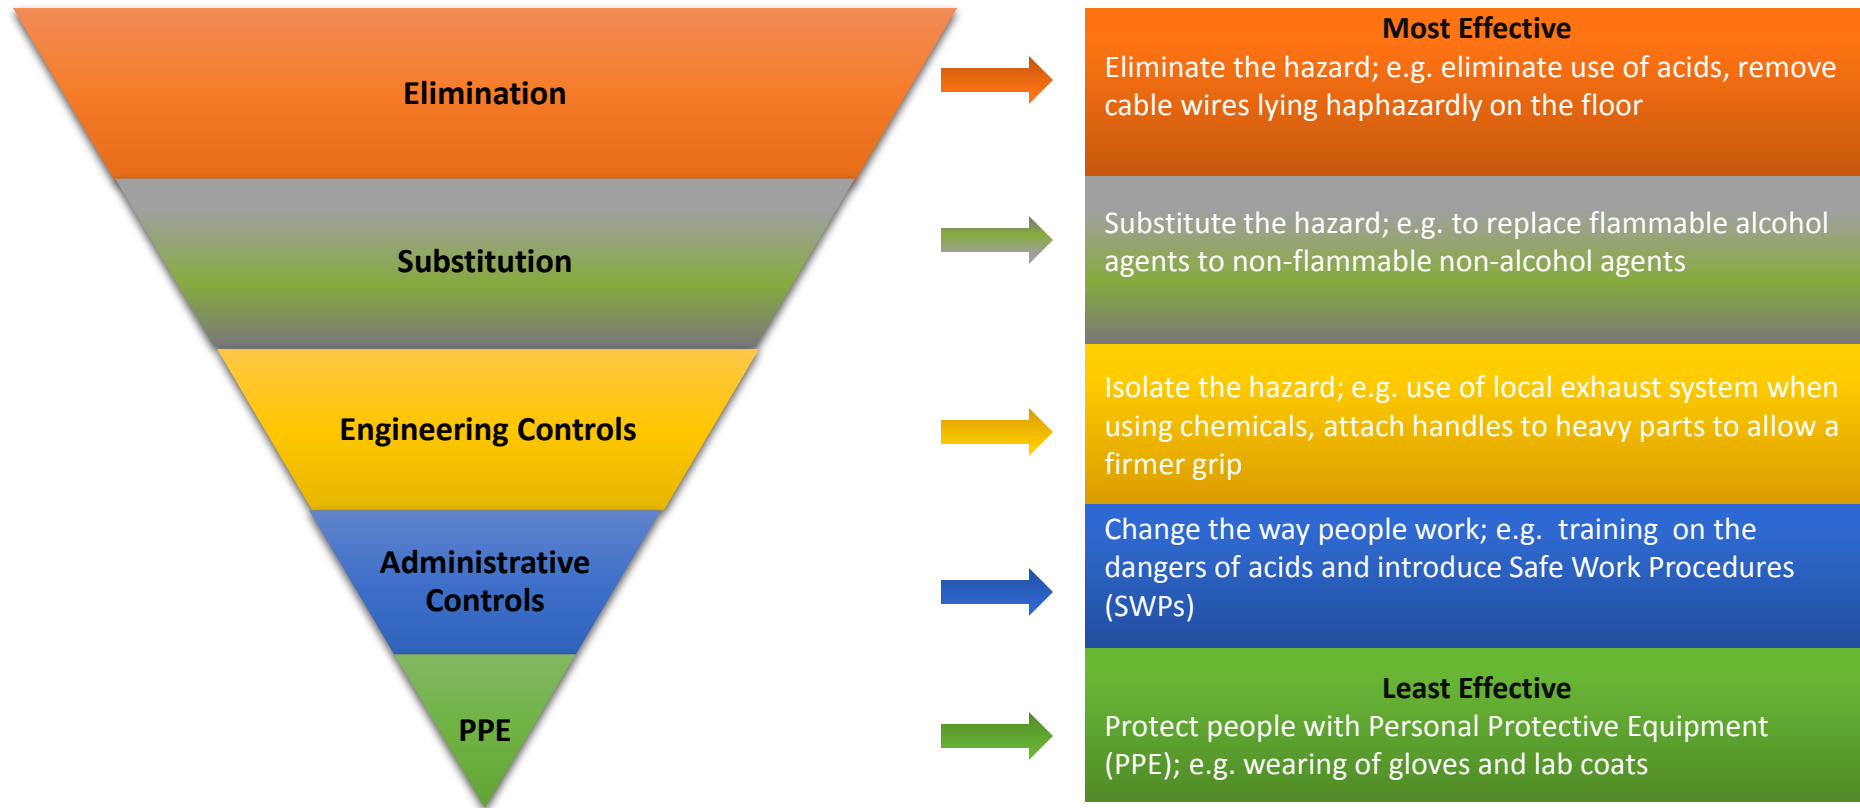 Elimination
Most Effective
Eliminate the hazard; e.g. eliminate use of acids, remove
cable wires lying haphazardly on the floor
Substitution
Substitute the hazard; e.g. to replace flammable alcohol
agents to non-flammable non-alcohol agents
Engineering Controls
Isolate the hazard; e.g. use of local exhaust system when
using chemicals, attach handles to heavy parts to allow a
firmer grip
Administrative
Controls
Change the way people work; e.g.  training  on the
dangers of acids and introduce Safe Work Procedures
(SWPs)
PPE
Least Effective
Protect people with Personal Protective Equipment
(PPE); e.g. wearing of gloves and lab coats